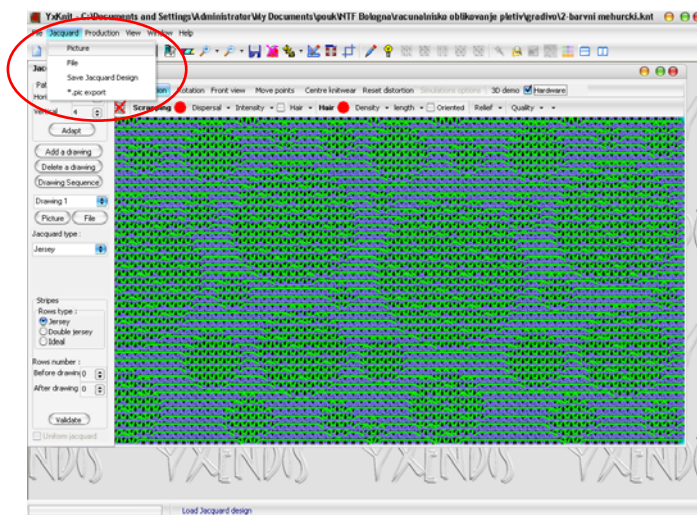 YxKnit - C:\Documents and Settings\Administrator\My Documents\pouk\NTF Bologna\racunalnisko oblikovanje pletiv\gradivo\2-barvni mehurcki.knt
File Jacquard Production View Window Help
Picture
File
Save Jacquard Design
*.pic export
Rotation Front view Move points Centre knitwear Reset distortion Simulations options 3D demo Hardware
Scrapping Dispersal Intensity Hair Hair Density length Oriented Relief Quality
Vertical 4
Adapt
Add a drawing
Delete a drawing
Drawing Sequence
Drawing 1
Picture File
Jacquard type :
Jersey
Stripes
Rows type :
Jersey
Double jersey
Ideal
Rows number :
Before drawing 0
After drawing 0
Validate
Uniform jacquard
YXENDIS YXENDIS YXENDIS
Load Jacquard design